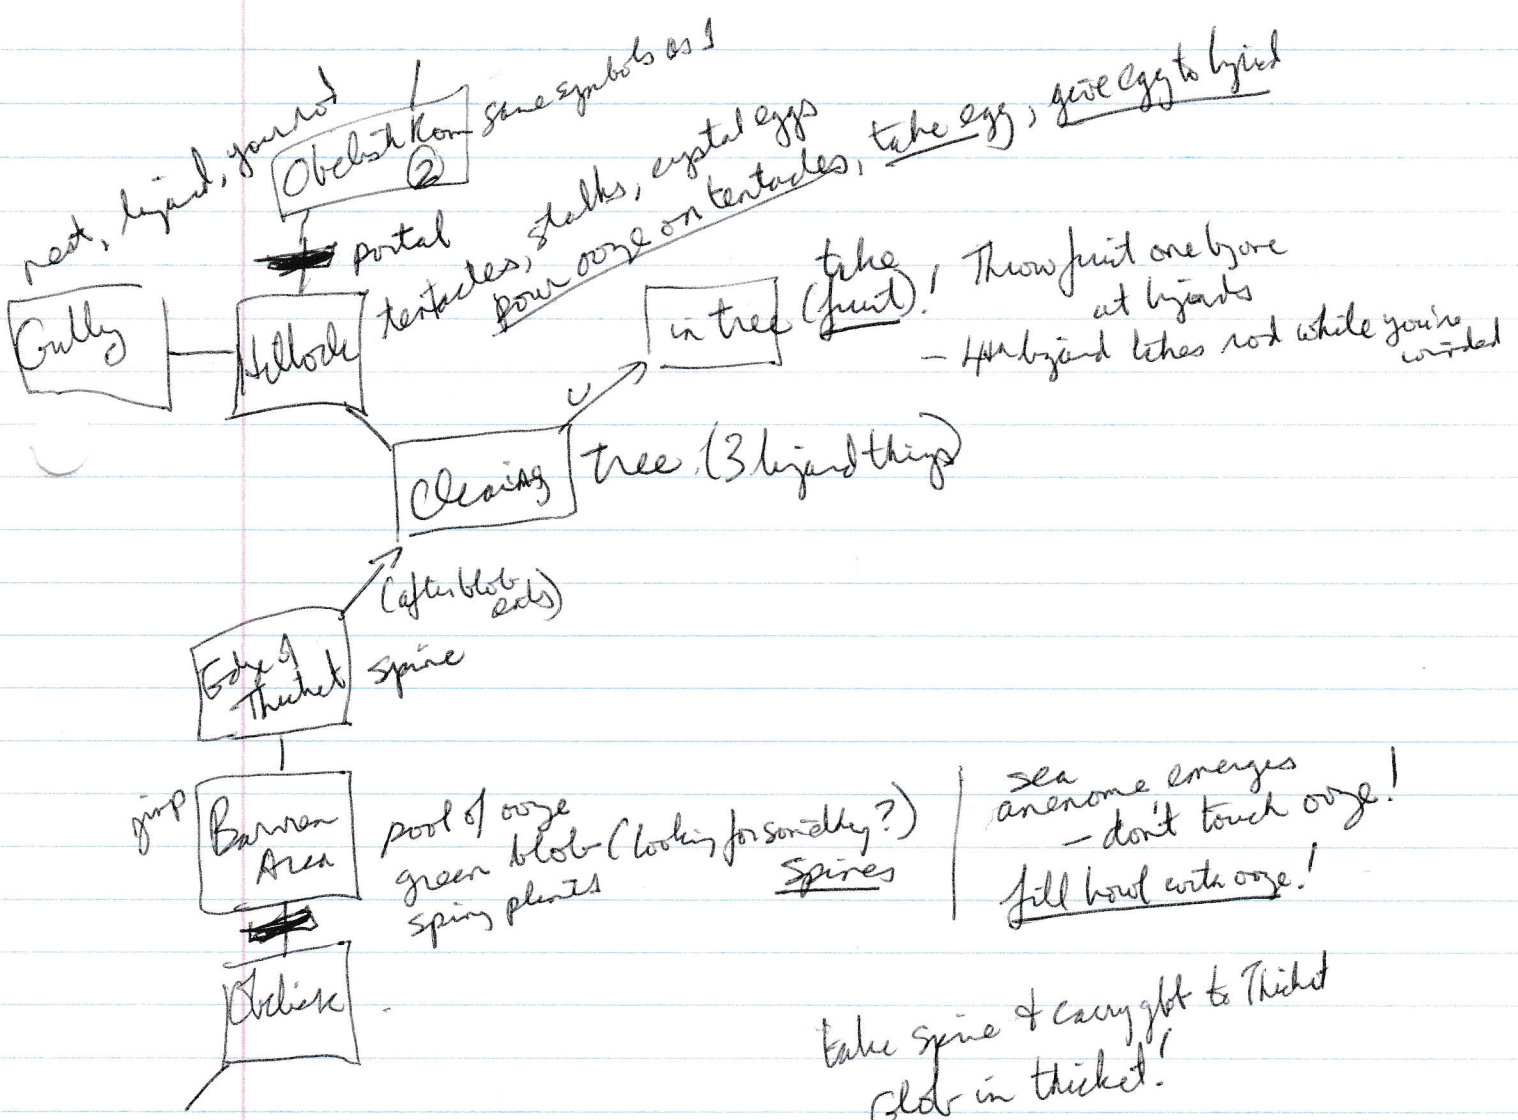 nest, lizard, your rod
Obelisk Room same symbols as 1
2
portal
tentacles, stalks, crystal eggs
pour ooze on tentacles, take egg, give egg to lizard
Gully
Hillock
in tree
take
(fruit)!
Throw fruit one by one
at lizards
- 4th lizard takes rod while you're
U
Clearing
tree (3 lizard things)
(after blob
exits)
Edge of
Thicket
spine
Barren
Area
pool of ooze
green blob (looking for something?)
spiny plants
Spines
sea
anenome emerges
- don't touch ooze!
fill bowl with ooze!
Obelisk
take spine & carry to Thicket
in thicket!